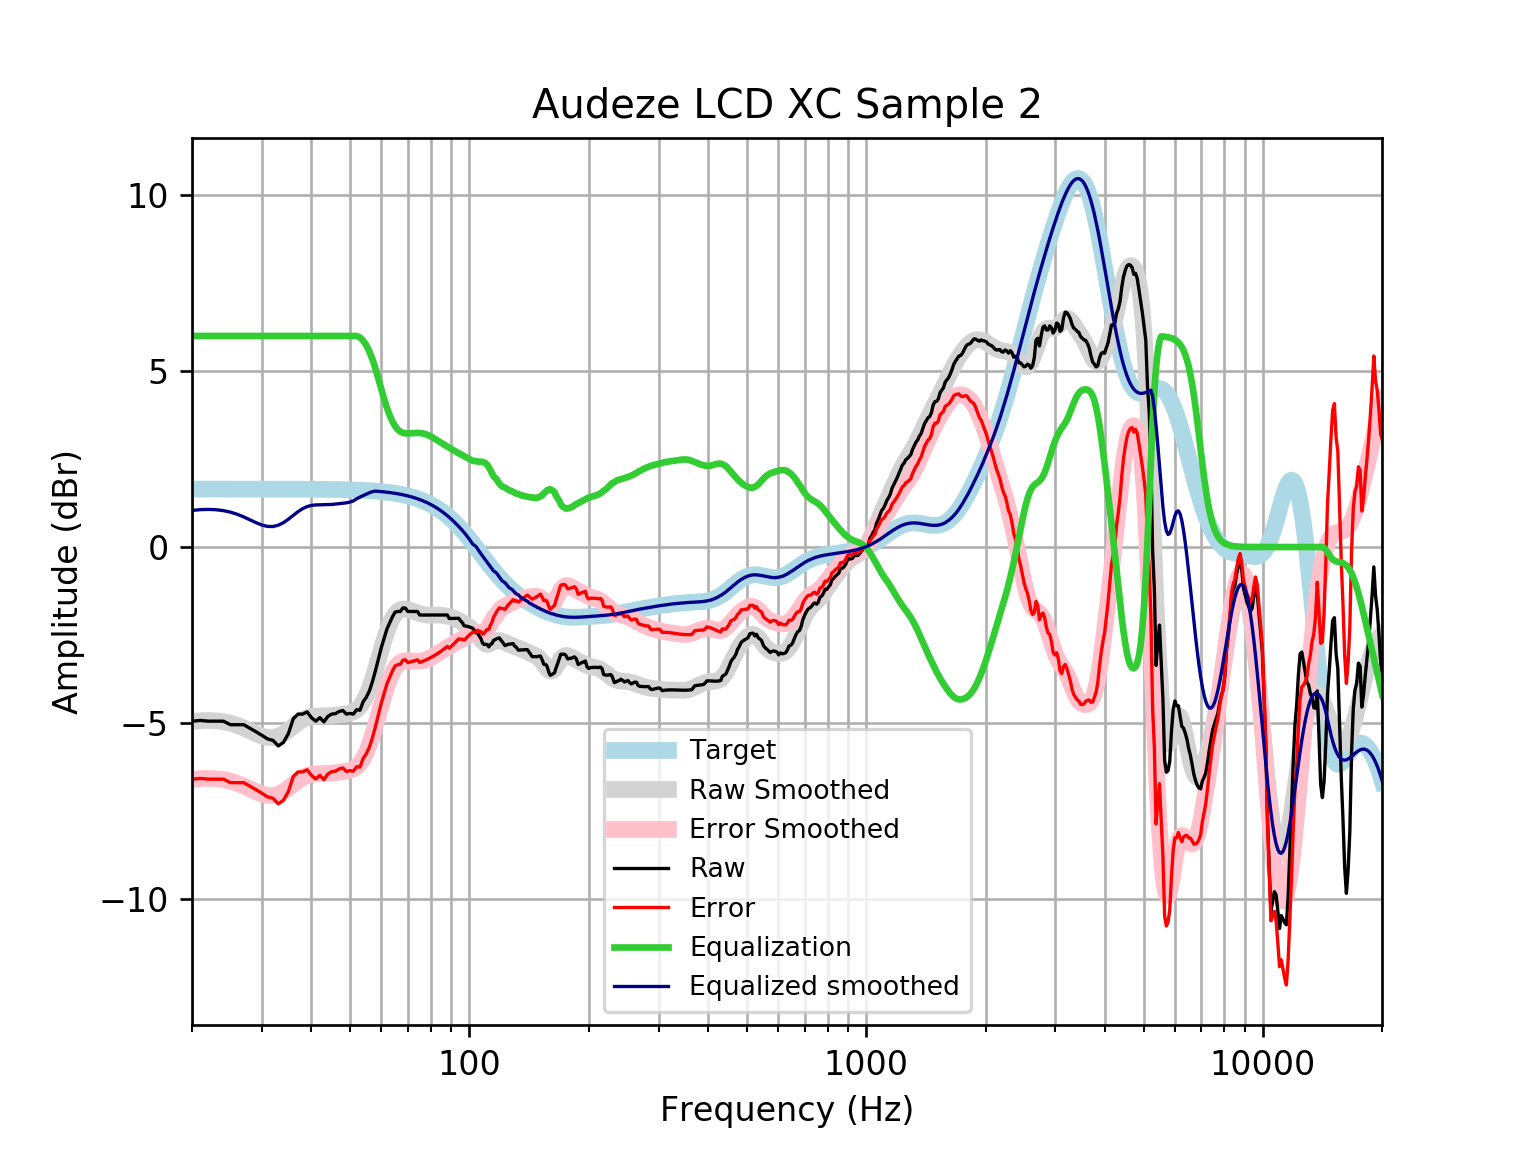 Audeze LCD XC Sample 2
10
5
0
−5
−10
Amplitude (dBr)
Target
Raw Smoothed
Error Smoothed
Raw
Error
Equalization
Equalized smoothed
100 1000 10000
Frequency (Hz)